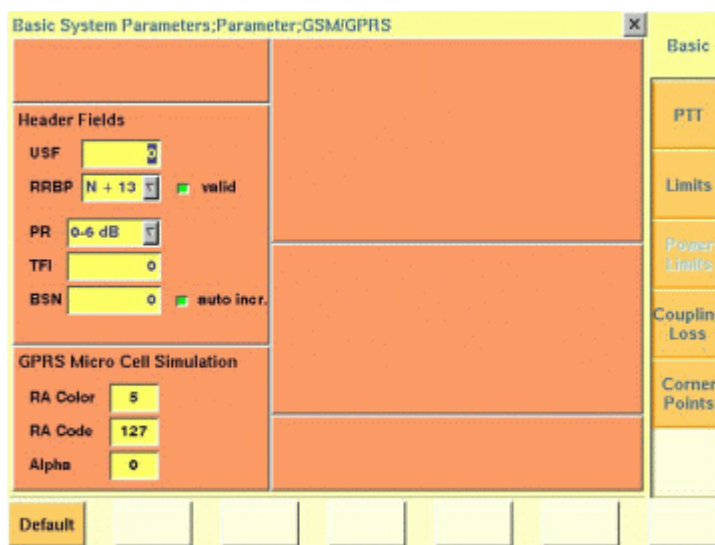 Basic System Parameters;Parameter;GSM/GPRS
Header Fields
USF 0
RRBP N + 13 valid
PR 0-6 dB
TFI 0
BSN 0 auto incr.
GPRS Micro Cell Simulation
RA Color 5
RA Code 127
Alpha 0
Basic
PTT
Limits
Power
Limits
Couplin
Loss
Corner
Points
Default